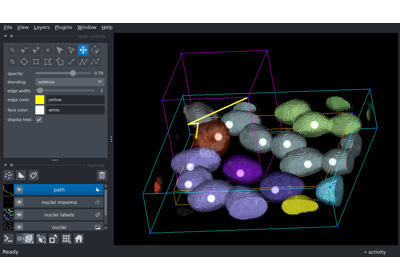 File View Layers Plugins Window Help
opacity: 0.70
blending: additive
edge width: 1
edge color: yellow
face color: white
display text: ✓
path
nuclei maxima
nuclei labels
nuclei
Ready
activity